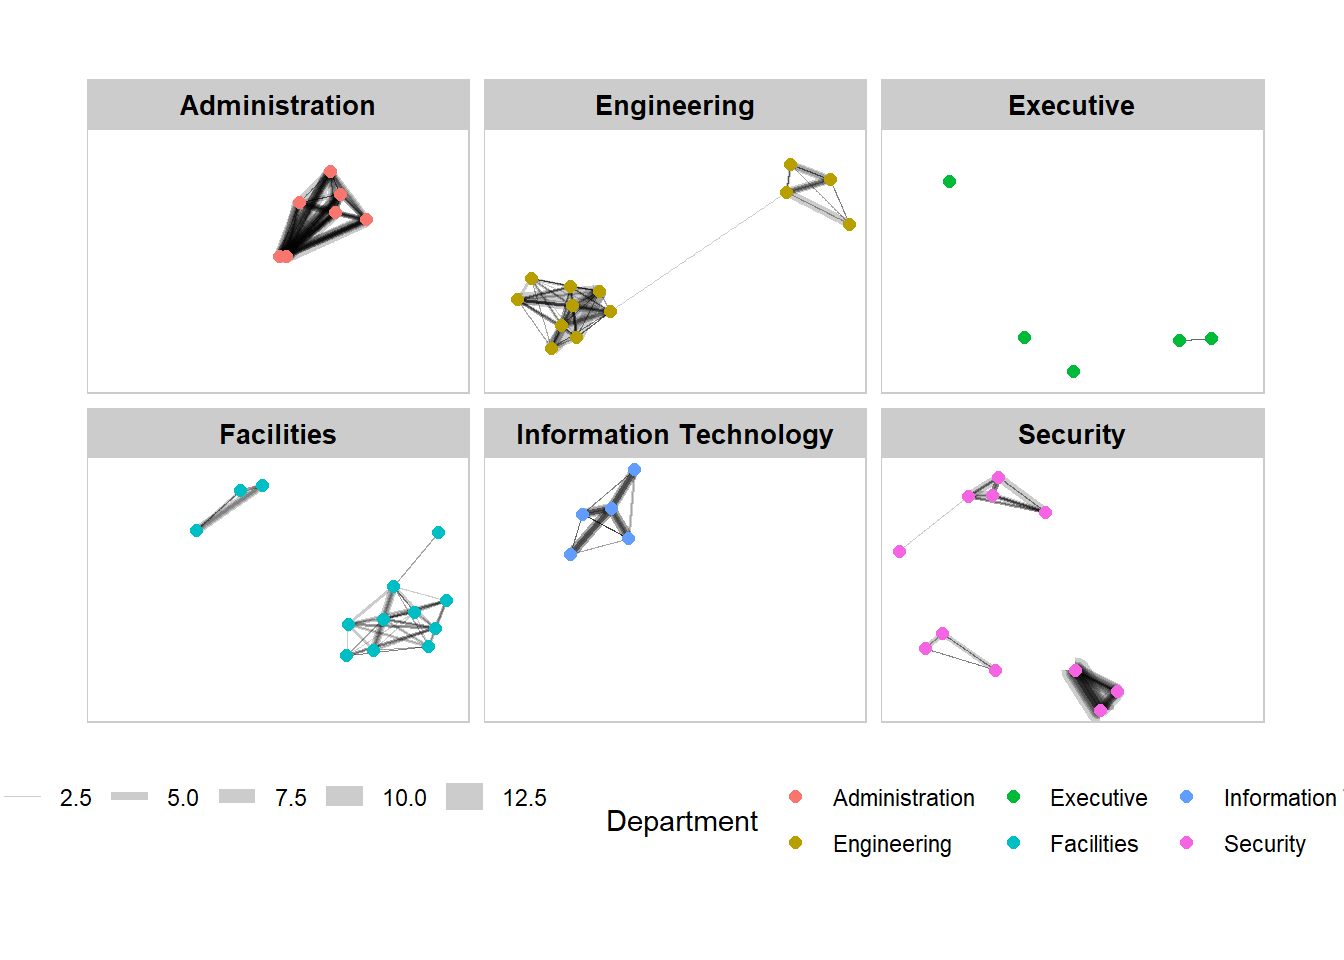 Administration Engineering Executive
Facilities Information Technology Security
2.5 5.0 7.5 10.0 12.5
Department
Administration Executive Information
Engineering Facilities Security